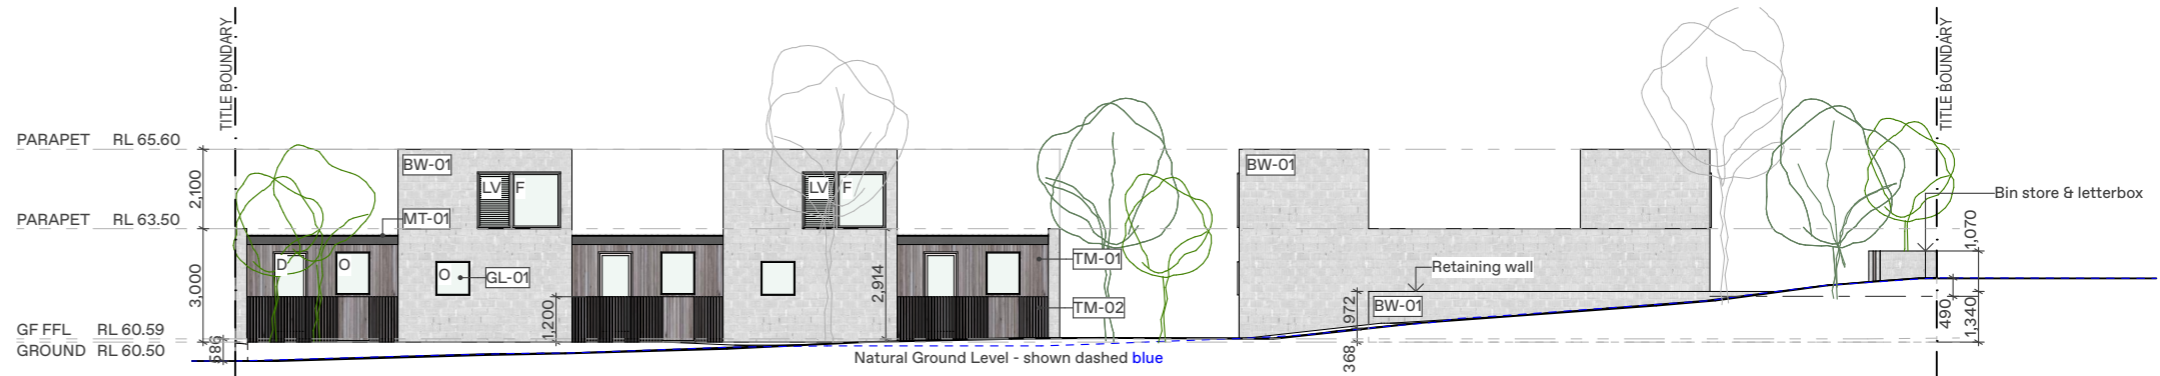 TITLE BOUNDARY
TITLE BOUNDARY
PARAPET RL 65.60
BW-01
BW-01
LV F
LV F
2,100
Bin store & letterbox
PARAPET RL 63.50
MT-01
1,070
D O
O
GL-01
TM-01
Retaining wall
3,000
2,914
1,200
TM-02
972
BW-01
490
1,340
GF FFL RL 60.59
GROUND RL 60.50
586
368
Natural Ground Level - shown dashed blue